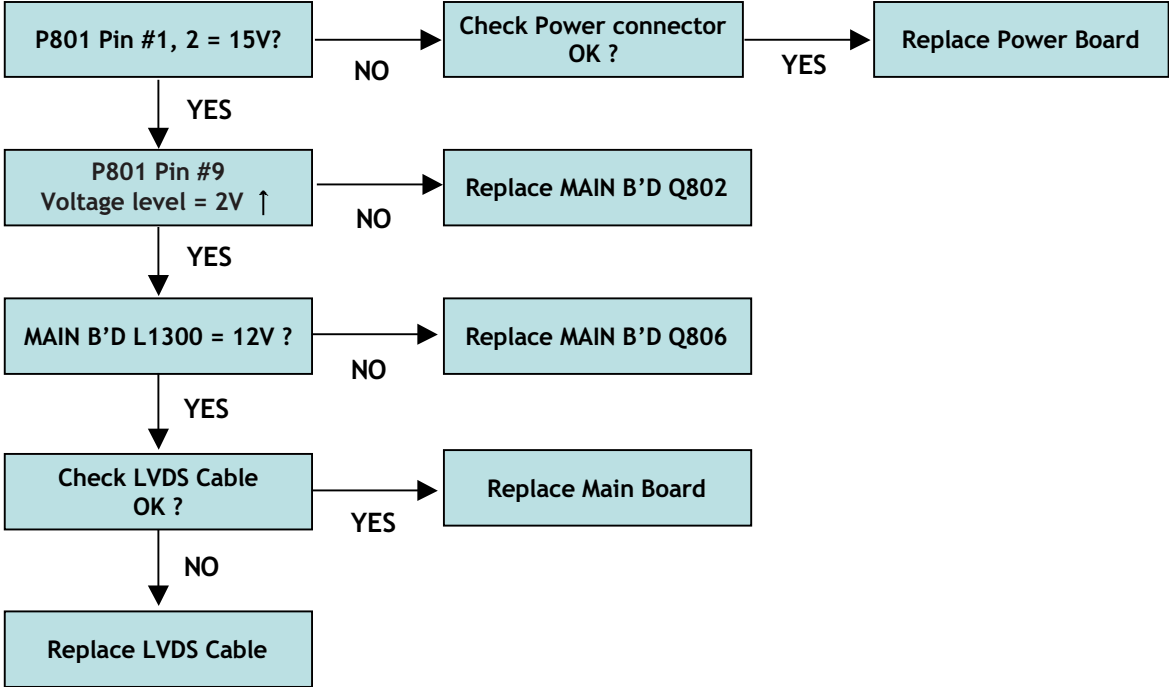 P801 Pin #1, 2 = 15V?
NO
Check Power connector
OK ?
YES
Replace Power Board
YES
P801 Pin #9
Voltage level = 2V ↑
NO
Replace MAIN B’D Q802
YES
MAIN B’D L1300 = 12V ?
NO
Replace MAIN B’D Q806
YES
Check LVDS Cable
OK ?
YES
Replace Main Board
NO
Replace LVDS Cable